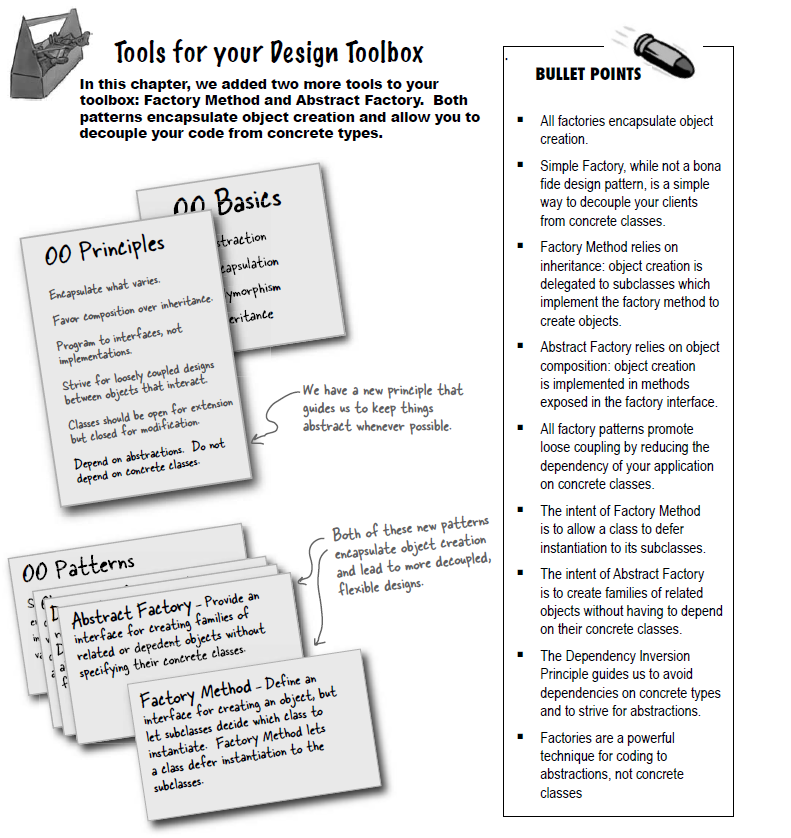 Tools for your Design Toolbox
In this chapter, we added two more tools to your
toolbox: Factory Method and Abstract Factory.  Both
patterns encapsulate object creation and allow you to
decouple your code from concrete types.
OO Basics
OO Principles
Encapsulate what varies.
Favor composition over inheritance.
Program to interfaces, not
implementations.
Strive for loosely coupled designs
between objects that interact.
Classes should be open for extension
but closed for modification.
Depend on abstractions.  Do not
depend on concrete classes.
We have a new principle that
guides us to keep things
abstract whenever possible.
OO Patterns
Abstract Factory – Provide an
interface for creating families of
related or depedent objects without
specifying their concrete classes.
Factory Method – Define an
interface for creating an object, but
let subclasses decide which class to
instantiate.  Factory Method lets
a class defer instantiation to the
subclasses.
Both of these new patterns
encapsulate object creation
and lead to more decoupled,
flexible designs.
BULLET POINTS
▪ All factories encapsulate object
creation.
▪ Simple Factory, while not a bona
fide design pattern, is a simple
way to decouple your clients
from concrete classes.
▪ Factory Method relies on
inheritance: object creation is
delegated to subclasses which
implement the factory method to
create objects.
▪ Abstract Factory relies on object
composition: object creation
is implemented in methods
exposed in the factory interface.
▪ All factory patterns promote
loose coupling by reducing the
dependency of your application
on concrete classes.
▪ The intent of Factory Method
is to allow a class to defer
instantiation to its subclasses.
▪ The intent of Abstract Factory
is to create families of related
objects without having to depend
on their concrete classes.
▪ The Dependency Inversion
Principle guides us to avoid
dependencies on concrete types
and to strive for abstractions.
▪ Factories are a powerful
technique for coding to
abstractions, not concrete
classes